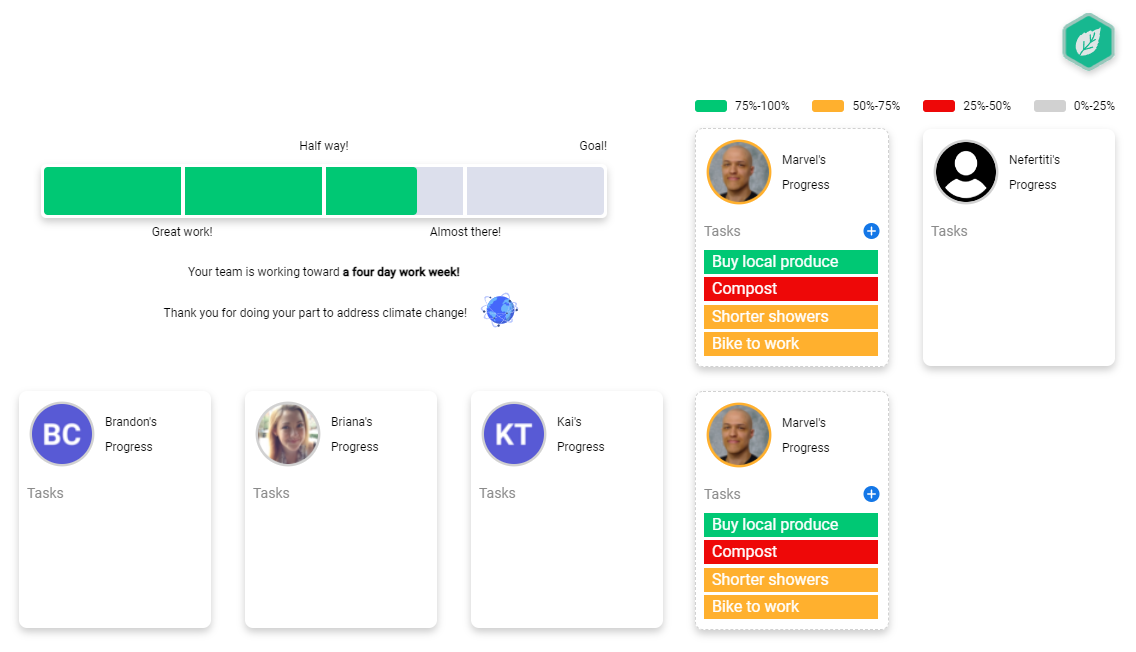 75%-100%
50%-75%
25%-50%
0%-25%
Half way!
Goal!
Great work!
Almost there!
Your team is working toward a four day work week!
Thank you for doing your part to address climate change!
Marvel's
Progress
Tasks
Buy local produce
Compost
Shorter showers
Bike to work
Nefertiti's
Progress
Tasks
BC
Brandon's
Progress
Tasks
Briana's
Progress
Tasks
KT
Kai's
Progress
Tasks
Marvel's
Progress
Tasks
Buy local produce
Compost
Shorter showers
Bike to work